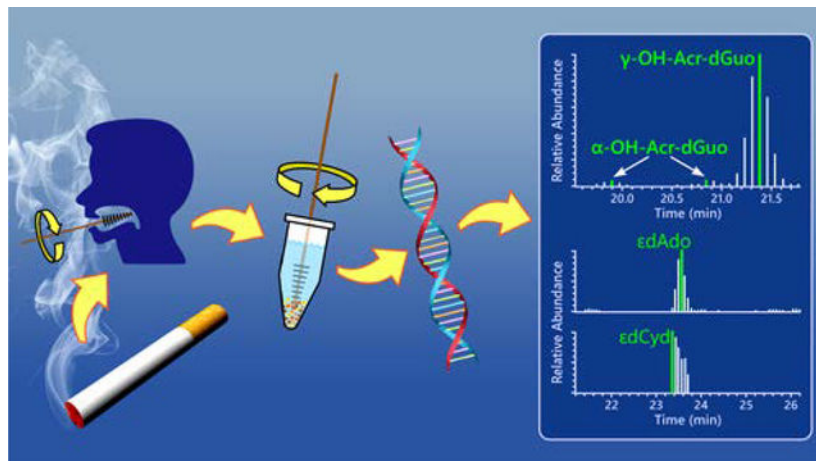 γ-OH-Acr-dGuo
α-OH-Acr-dGuo
Relative Abundance
20.0 20.5 21.0 21.5
Time (min)
εdAdo
Relative Abundance
εdCyd
22 23 24 25 26
Time (min)